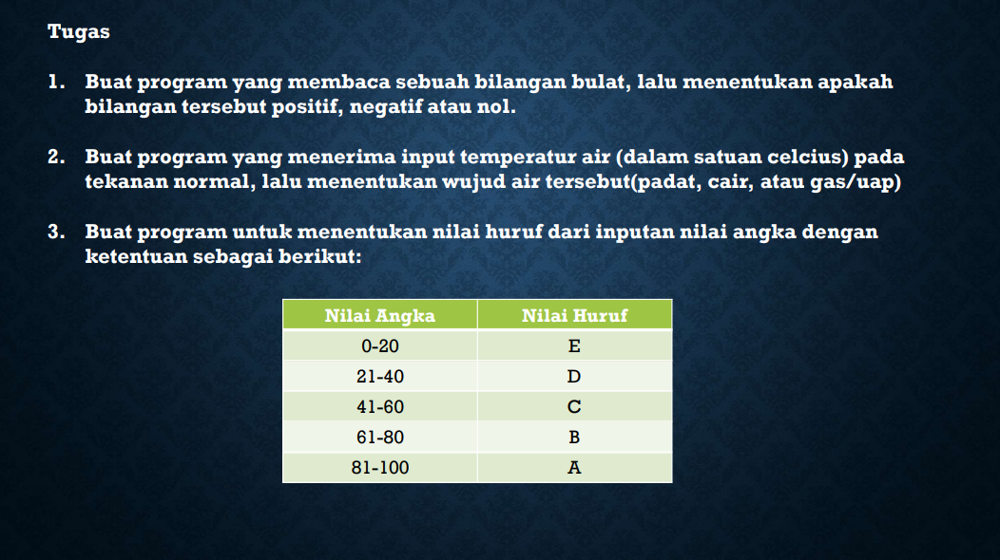 Tugas
1. Buat program yang membaca sebuah bilangan bulat, lalu menentukan apakah
bilangan tersebut positif, negatif atau nol.
2. Buat program yang menerima input temperatur air (dalam satuan celcius) pada
tekanan normal, lalu menentukan wujud air tersebut(padat, cair, atau gas/uap)
3. Buat program untuk menentukan nilai huruf dari inputan nilai angka dengan
ketentuan sebagai berikut:
Nilai Angka Nilai Huruf
0-20 E
21-40 D
41-60 C
61-80 B
81-100 A